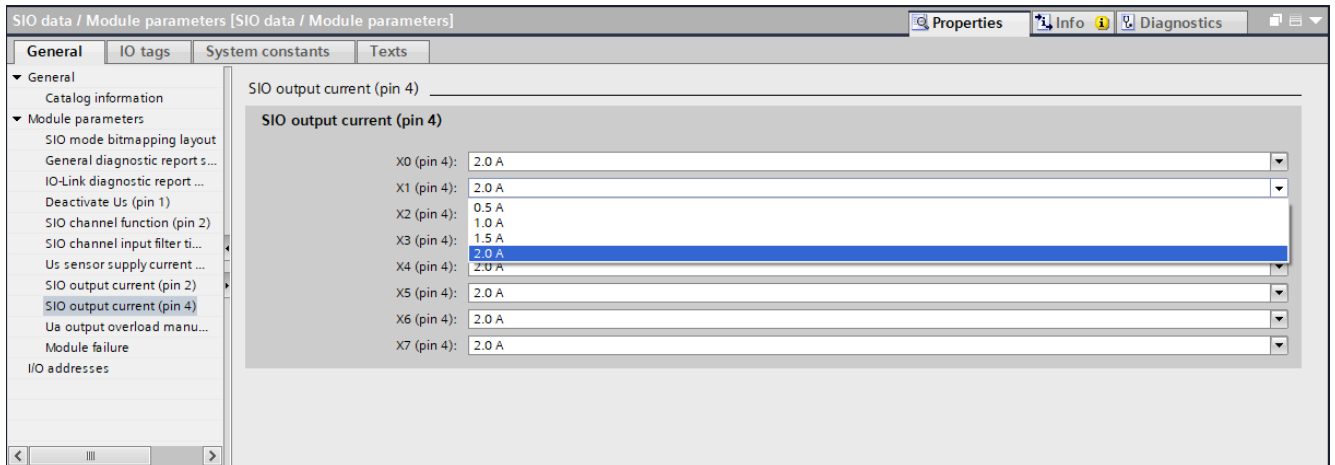 SIO data / Module parameters [SIO data / Module parameters]
Properties
Info
Diagnostics
General
IO tags
System constants
Texts
General
Catalog information
Module parameters
SIO mode bitmapping layout
General diagnostic report s...
IO-Link diagnostic report ...
Deactivate Us (pin 1)
SIO channel function (pin 2)
SIO channel input filter ti...
Us sensor supply current ...
SIO output current (pin 2)
SIO output current (pin 4)
Ua output overload manu...
Module failure
I/O addresses
SIO output current (pin 4)
SIO output current (pin 4)
X0 (pin 4): 2.0 A
X1 (pin 4): 2.0 A
0.5 A
X2 (pin 4):
1.0 A
X3 (pin 4):
1.5 A
2.0 A
X4 (pin 4): 2.0 A
X5 (pin 4): 2.0 A
X6 (pin 4): 2.0 A
X7 (pin 4): 2.0 A